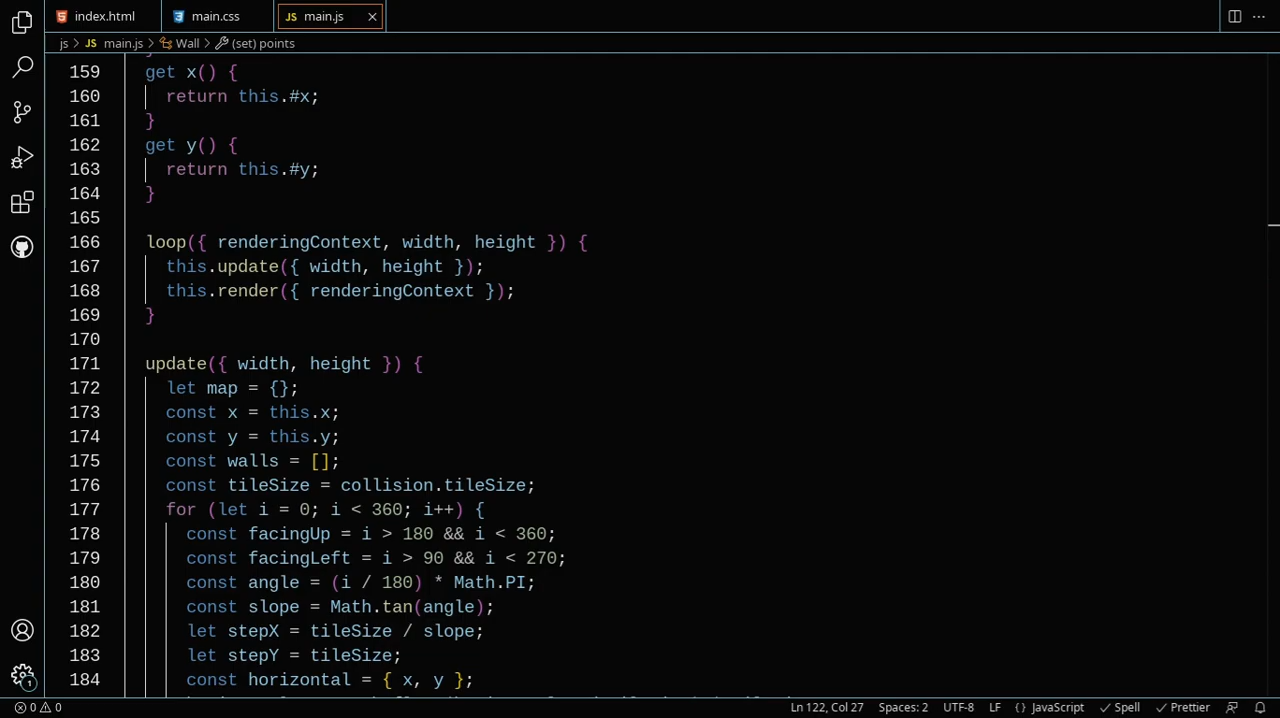 index.html
main.css
JS main.js
js > JS main.js > Wall > (set) points
159 get x() {
160 return this.#x;
161 }
162 get y() {
163 return this.#y;
164 }
165
166 loop({ renderingContext, width, height }) {
167 this.update({ width, height });
168 this.render({ renderingContext });
169 }
170
171 update({ width, height }) {
172 let map = {};
173 const x = this.x;
174 const y = this.y;
175 const walls = [];
176 const tileSize = collision.tileSize;
177 for (let i = 0; i < 360; i++) {
178 const facingUp = i > 180 && i < 360;
179 const facingLeft = i > 90 && i < 270;
180 const angle = (i / 180) * Math.PI;
181 const slope = Math.tan(angle);
182 let stepX = tileSize / slope;
183 let stepY = tileSize;
184 const horizontal = { x, y };
1
0 0 Ln 122, Col 27 Spaces: 2 UTF-8 LF {} JavaScript Spell Prettier